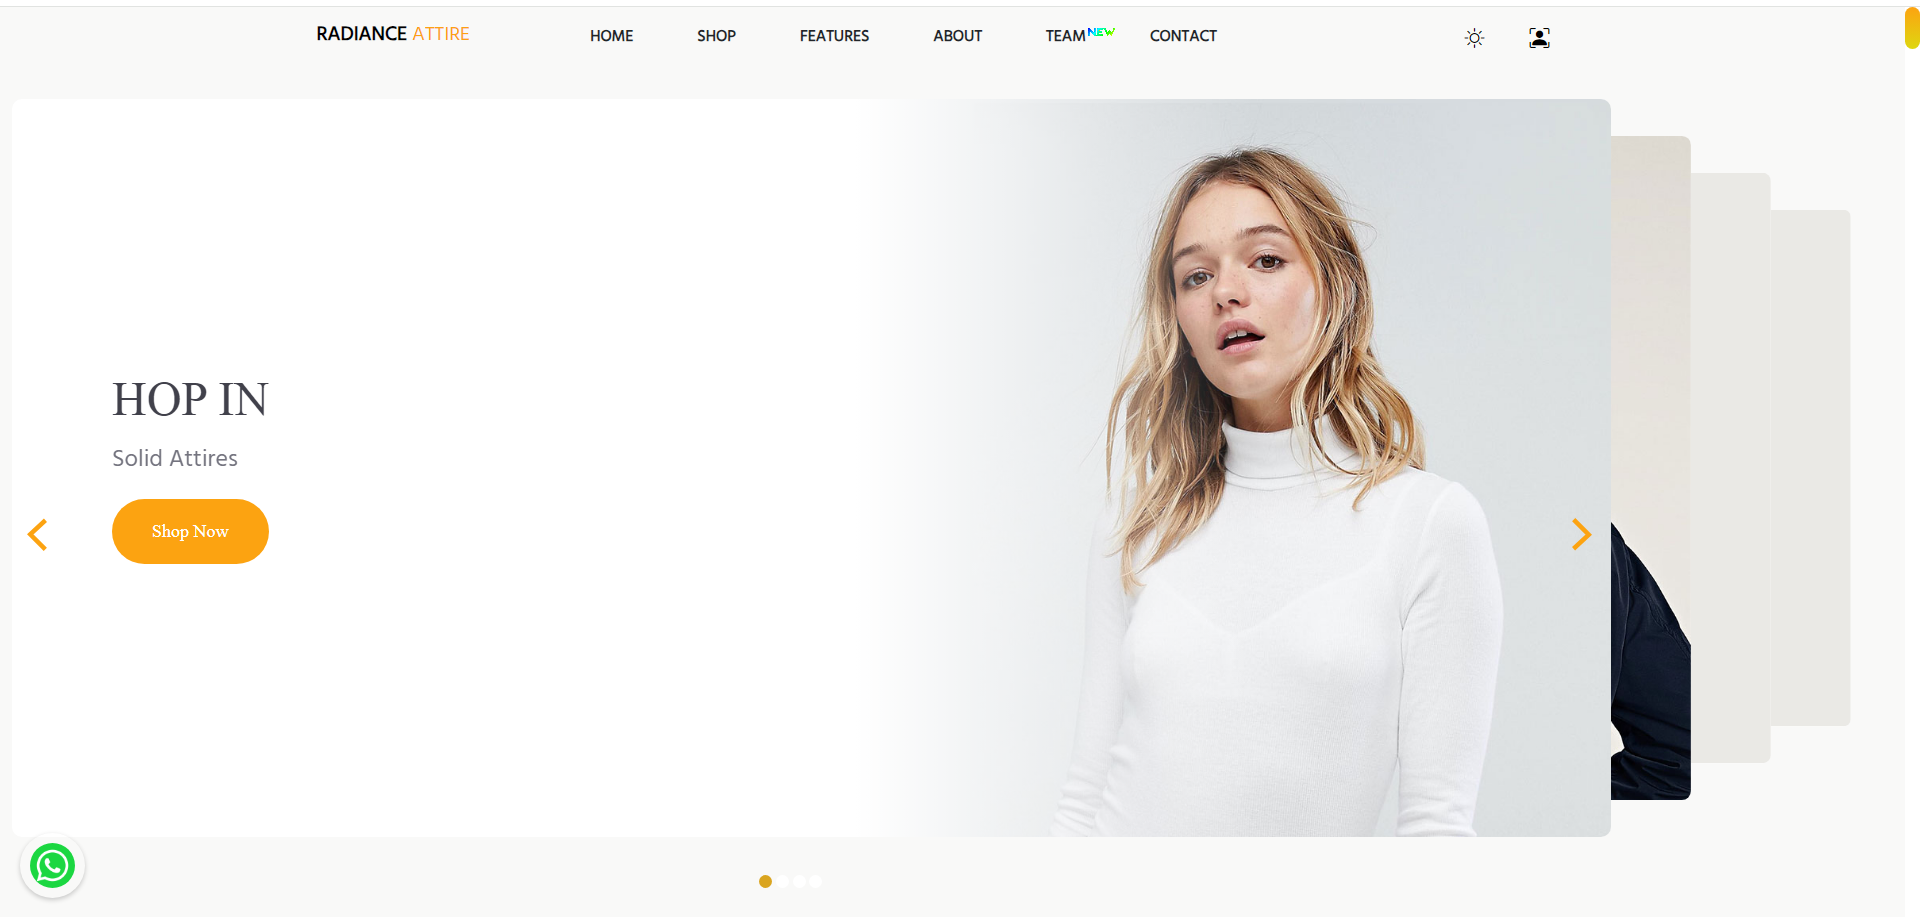 RADIANCE ATTIRE
HOME SHOP FEATURES ABOUT TEAM NEW CONTACT
HOP IN
Solid Attires
Shop Now